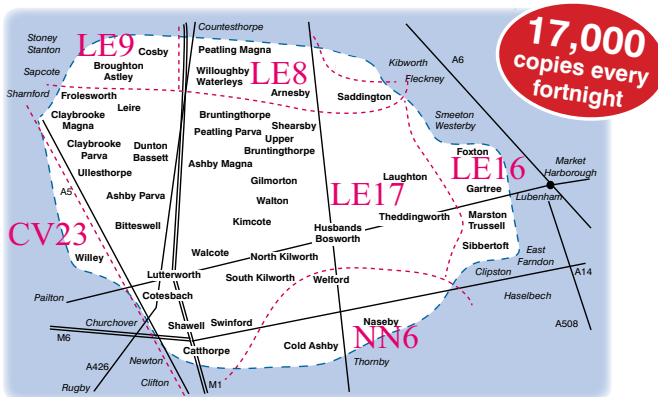 17,000
copies every
fortnight
Countesthorpe
Stoney
Stanton
LE9
Cosby
Peatling Magna
A6
Sapcote
Broughton
Astley
Willoughby
Waterleys
LE8
Kibworth
Fleckney
Sharnford
Frolesworth
Arnesby
Saddington
Leire
Claybrooke
Magna
Bruntingthorpe
Smeeton
Westerby
Peatling Parva
Shearsby
Upper
Bruntingthorpe
Claybrooke
Parva
Dunton
Bassett
Foxton
LE16
Market
Harborough
Ullesthorpe
Ashby Magna
Laughton
Gartree
A5
Gilmorton
LE17
Lubenham
Ashby Parva
Walton
Theddingworth
Marston
Trussell
CV23
Bitteswell
Kimcote
Husbands
Bosworth
Sibbertoft
Willey
Walcote
North Kilworth
East
Farndon
Lutterworth
South Kilworth
Welford
Clipston
A14
Pailton
Cotesbach
Haselbech
Churchover
Shawell
Swinford
Naseby
NN6
A508
M6
Catthorpe
Cold Ashby
Thornby
A426
Newton
Rugby
Clifton
M1